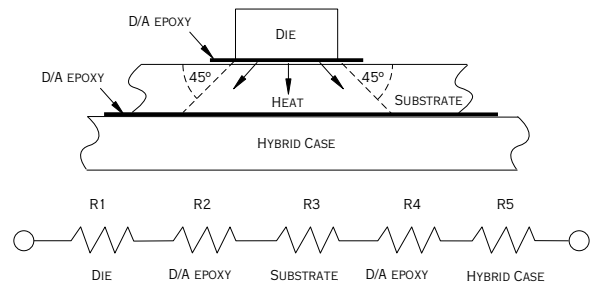 D/A EPOXY
DIE
D/A EPOXY
45° 45°
HEAT
SUBSTRATE
HYBRID CASE
R1 R2 R3 R4 R5
DIE D/A EPOXY SUBSTRATE D/A EPOXY HYBRID CASE